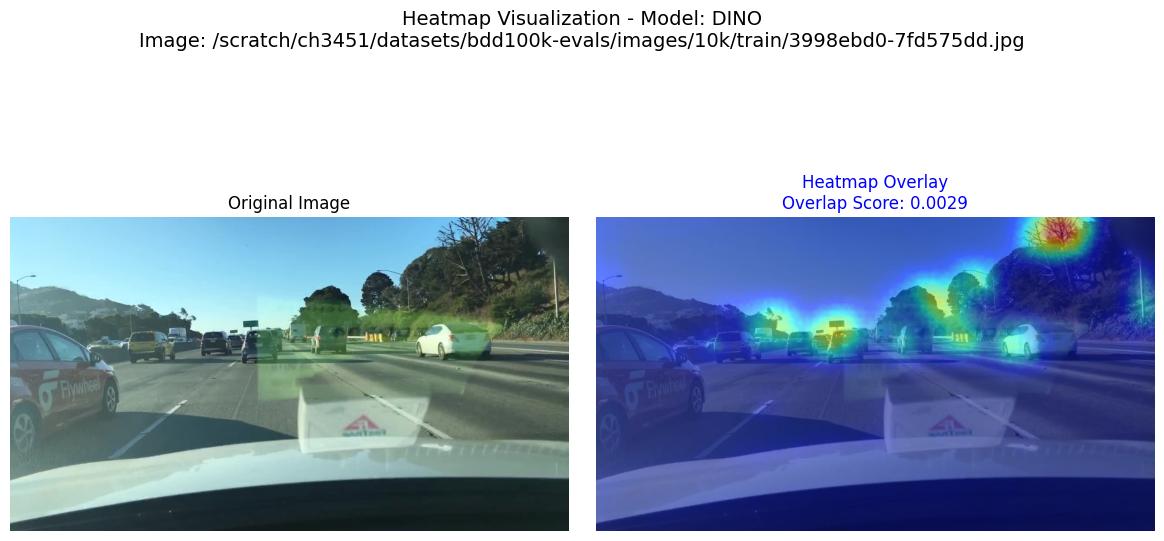 Heatmap Visualization - Model: DINO
Image: /scratch/ch3451/datasets/bdd100k-evals/images/10k/train/3998ebd0-7fd575dd.jpg
Original Image
Heatmap Overlay
Overlap Score: 0.0029
Flywheel
Flywheel